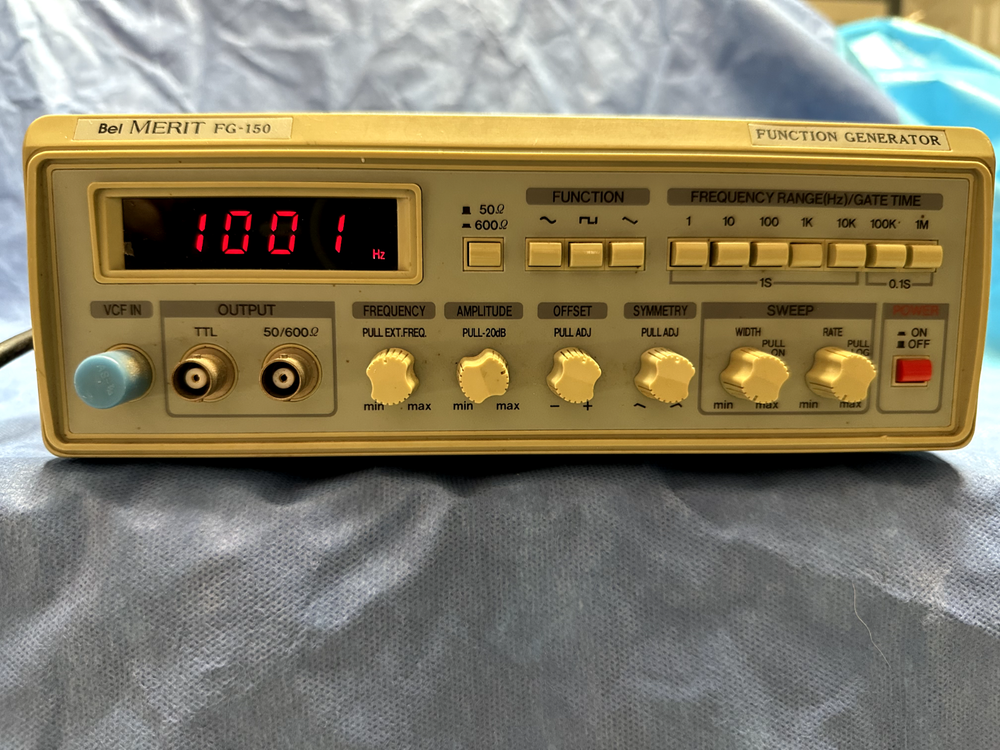 Bel MERIT FG-150
FUNCTION GENERATOR
1001 Hz
50Ω
600Ω
FUNCTION
FREQUENCY RANGE(Hz)/GATE TIME
1 10 100 1K 10K 100K 1M
1S 0.1S
VCF IN
OUTPUT
TTL 50/600Ω
FREQUENCY
PULL EXT.FREQ.
min max
AMPLITUDE
PULL-20dB
min max
OFFSET
PULL ADJ
- +
SYMMETRY
PULL ADJ
SWEEP
WIDTH
PULL
ON
min max
RATE
PULL
LOG
min max
POWER
ON
OFF